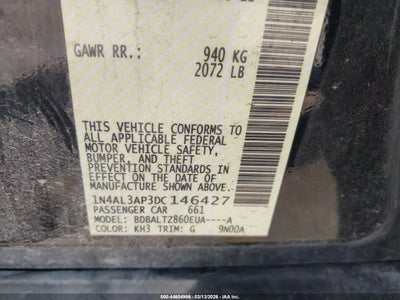 GAWR RR.: 940 KG
2072 LB
THIS VEHICLE CONFORMS TO
ALL APPLICABLE FEDERAL
MOTOR VEHICLE SAFETY,
BUMPER, AND THEFT
PREVENTION STANDARDS IN
EFFECT ON THE DATE OF
MANUFACTURE SHOWN ABOVE.
1N4AL3AP3DC146427
PASSENGER CAR 661
MODEL: BDBALTZ860EUA----A
COLOR: KH3 TRIM: G 9N00A
000-44604968 | 03/13/2026 - IAA